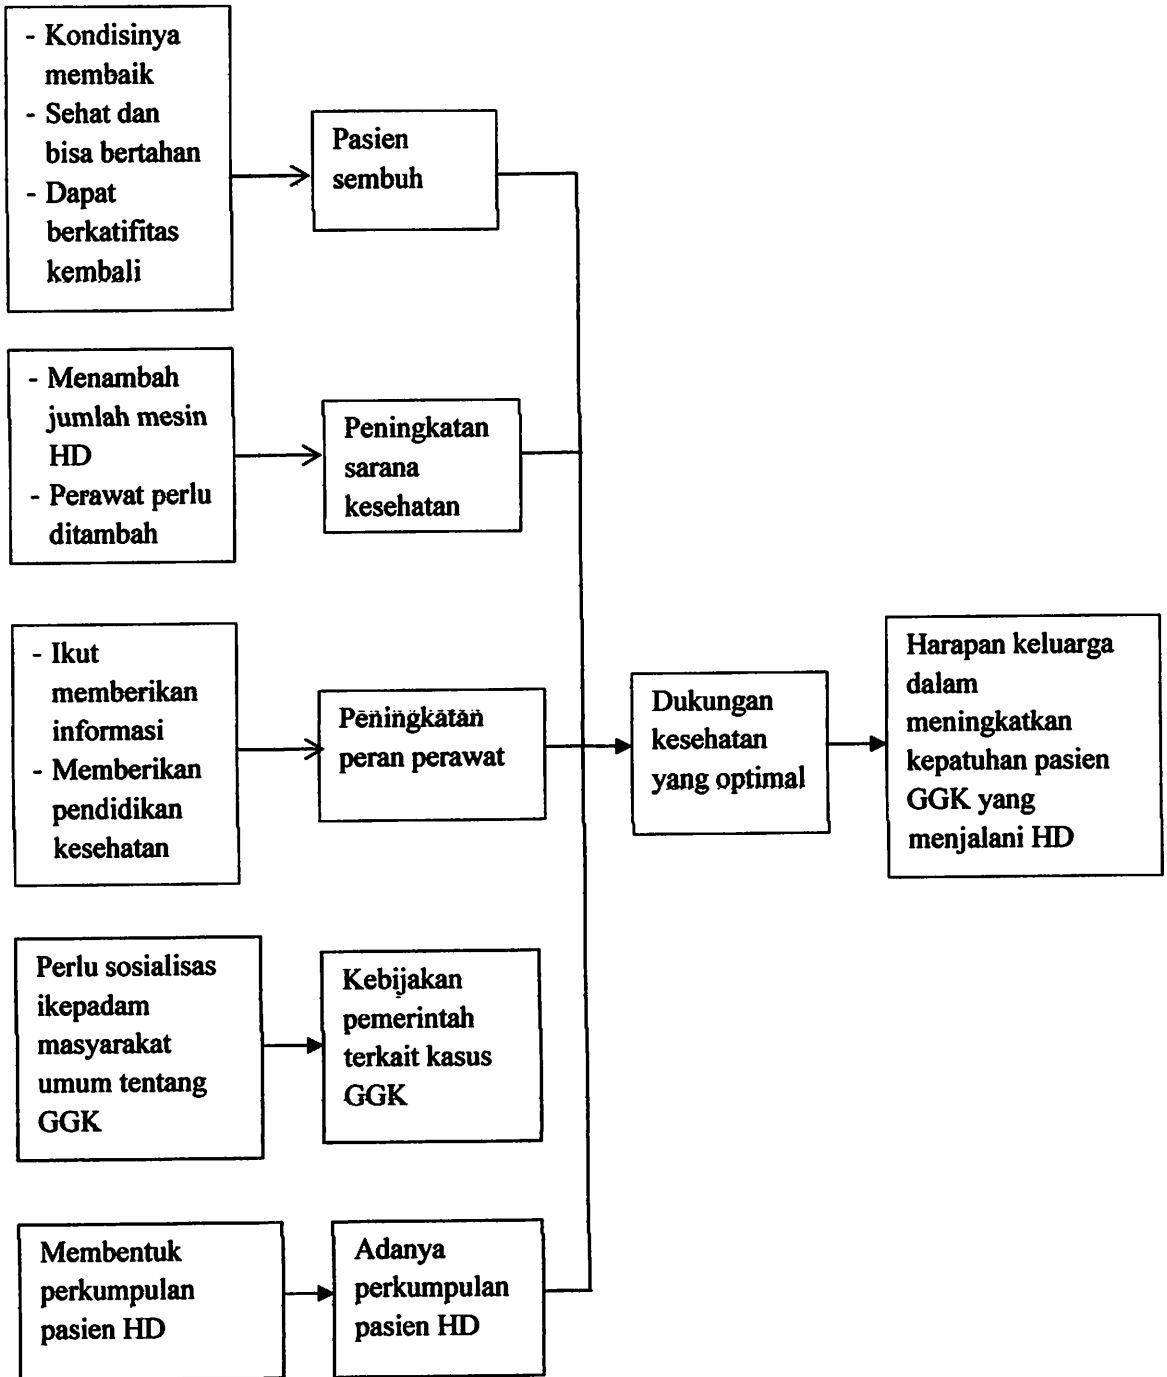 - Kondisinya
membaik
- Sehat dan
bisa bertahan
- Dapat
berkatifitas
kembali
Pasien
sembuh
- Menambah
jumlah mesin
HD
- Perawat perlu
ditambah
Peningkatan
sarana
kesehatan
- Ikut
memberikan
informasi
- Memberikan
pendidikan
kesehatan
Peningkatan
peran perawat
Dukungan
kesehatan
yang optimal
Harapan keluarga
dalam
meningkatkan
kepatuhan pasien
GGK yang
menjalani HD
Perlu sosialisas
ikepadam
masyarakat
umum tentang
GGK
Kebijakan
pemerintah
terkait kasus
GGK
Membentuk
perkumpulan
pasien HD
Adanya
perkumpulan
pasien HD